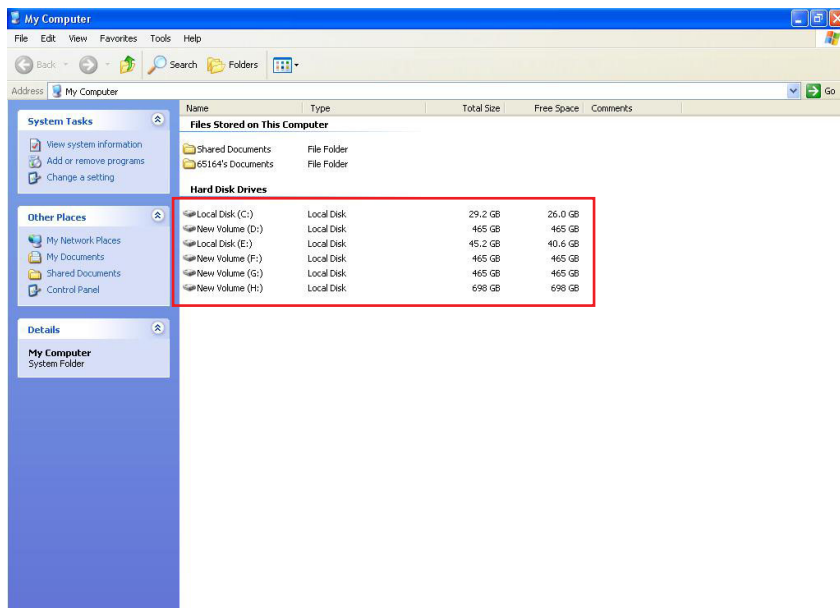 My Computer
File Edit View Favorites Tools Help
Back Search Folders
Address My Computer Go
System Tasks
View system information
Add or remove programs
Change a setting
Other Places
My Network Places
My Documents
Shared Documents
Control Panel
Details
My Computer
System Folder
Name Type Total Size Free Space Comments
Files Stored on This Computer
Shared Documents File Folder
65164's Documents File Folder
Hard Disk Drives
Local Disk (C:) Local Disk 29.2 GB 26.0 GB
New Volume (D:) Local Disk 465 GB 465 GB
Local Disk (E:) Local Disk 45.2 GB 40.6 GB
New Volume (F:) Local Disk 465 GB 465 GB
New Volume (G:) Local Disk 465 GB 465 GB
New Volume (H:) Local Disk 698 GB 698 GB